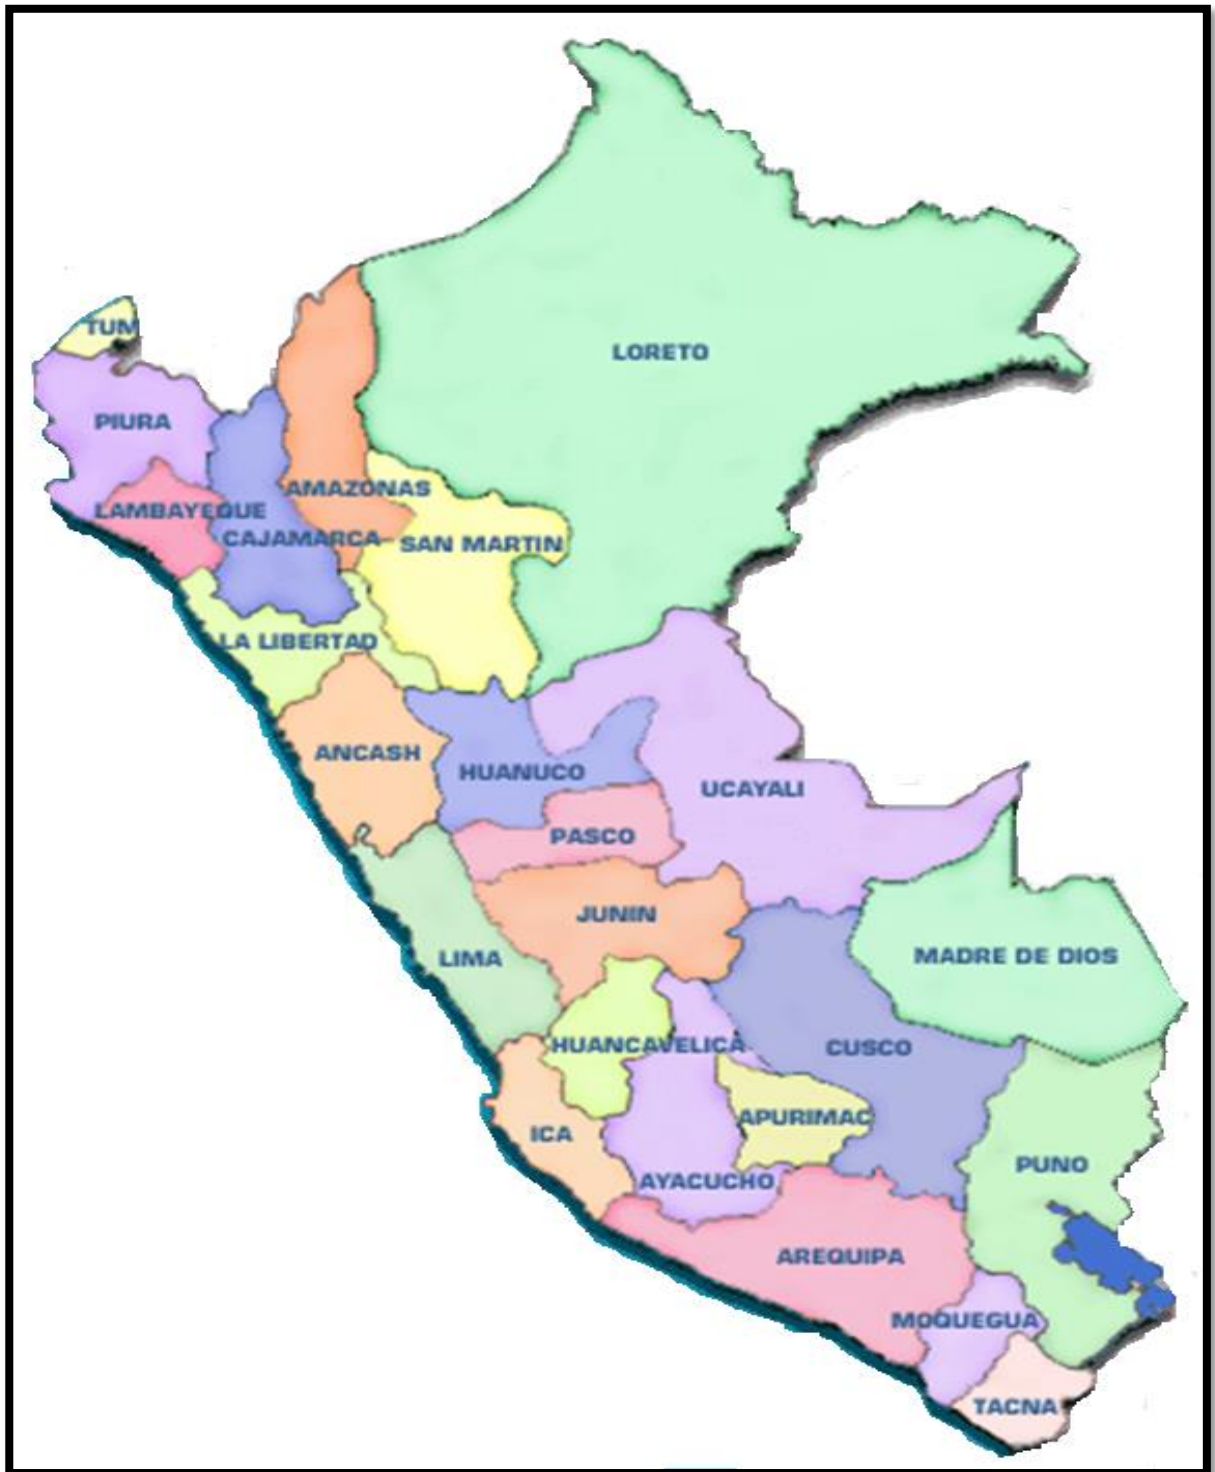 TUM
LORETO
PIURA
AMAZONAS
LAMBAYEQUE
CAJAMARCA
SAN MARTIN
LA LIBERTAD
ANCASH
HUANUCO
UCAYALI
PASCO
JUNIN
MADRE DE DIOS
LIMA
HUANCAVELICA
CUSCO
APURIMAC
ICA
PUNO
AYACUCHO
AREQUIPA
MOQUEGUA
TACNA